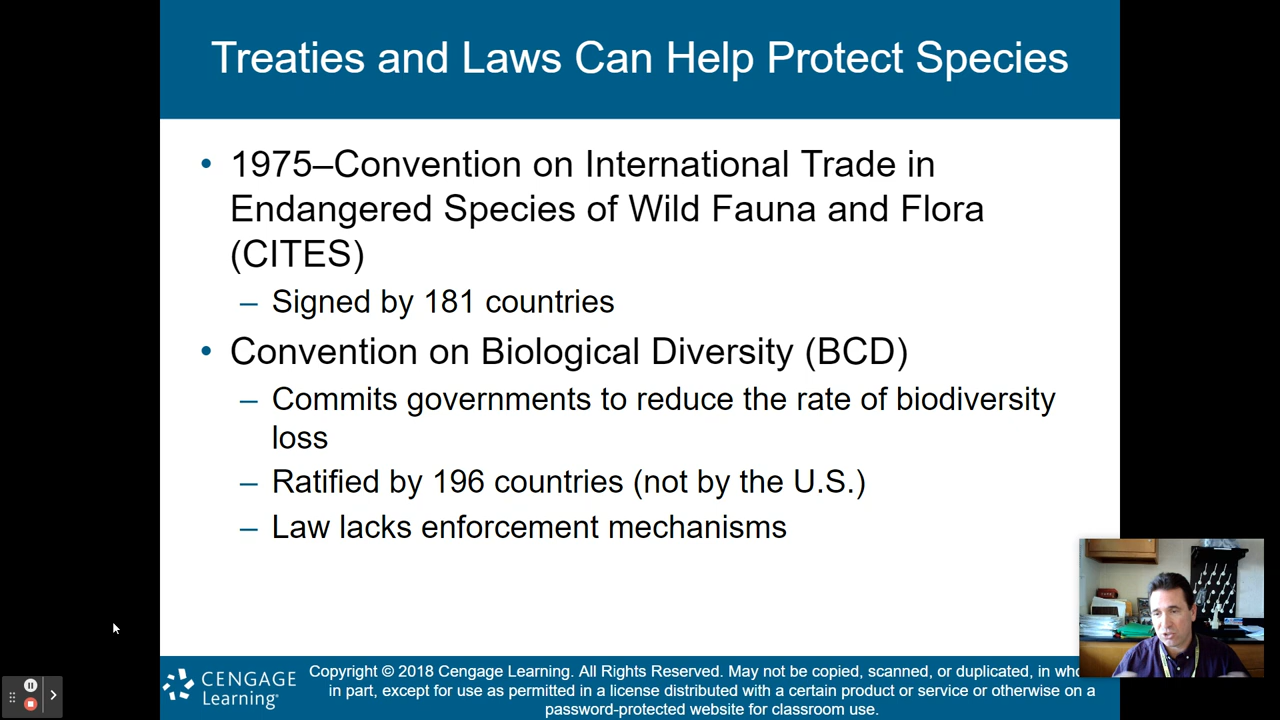 Treaties and Laws Can Help Protect Species
• 1975–Convention on International Trade in
Endangered Species of Wild Fauna and Flora
(CITES)
– Signed by 181 countries
• Convention on Biological Diversity (BCD)
– Commits governments to reduce the rate of biodiversity
loss
– Ratified by 196 countries (not by the U.S.)
– Law lacks enforcement mechanisms
CENGAGE
Learning®
Copyright © 2018 Cengage Learning. All Rights Reserved. May not be copied, scanned, or duplicated, in
in part, except for use as permitted in a license distributed with a certain product or service or otherwise on a
password-protected website for classroom use.